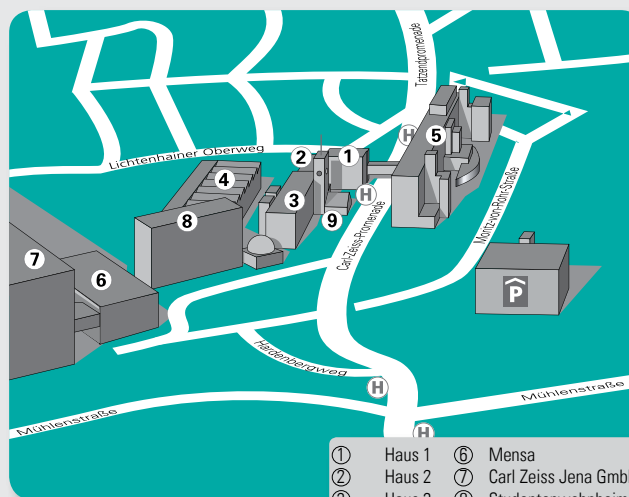 Tatzendpromenade
H
5
Lichtenhainer Oberweg
2
1
4
H
3
8
9
Carl-Zeiss-Promenade
Moritz-von-Rohr-Straße
7
6
P
Hardenbergweg
H
Mühlenstraße
Mühlenstraße
H
1 Haus 1 6 Mensa
2 Haus 2 7 Carl Zeiss Jena Gmb